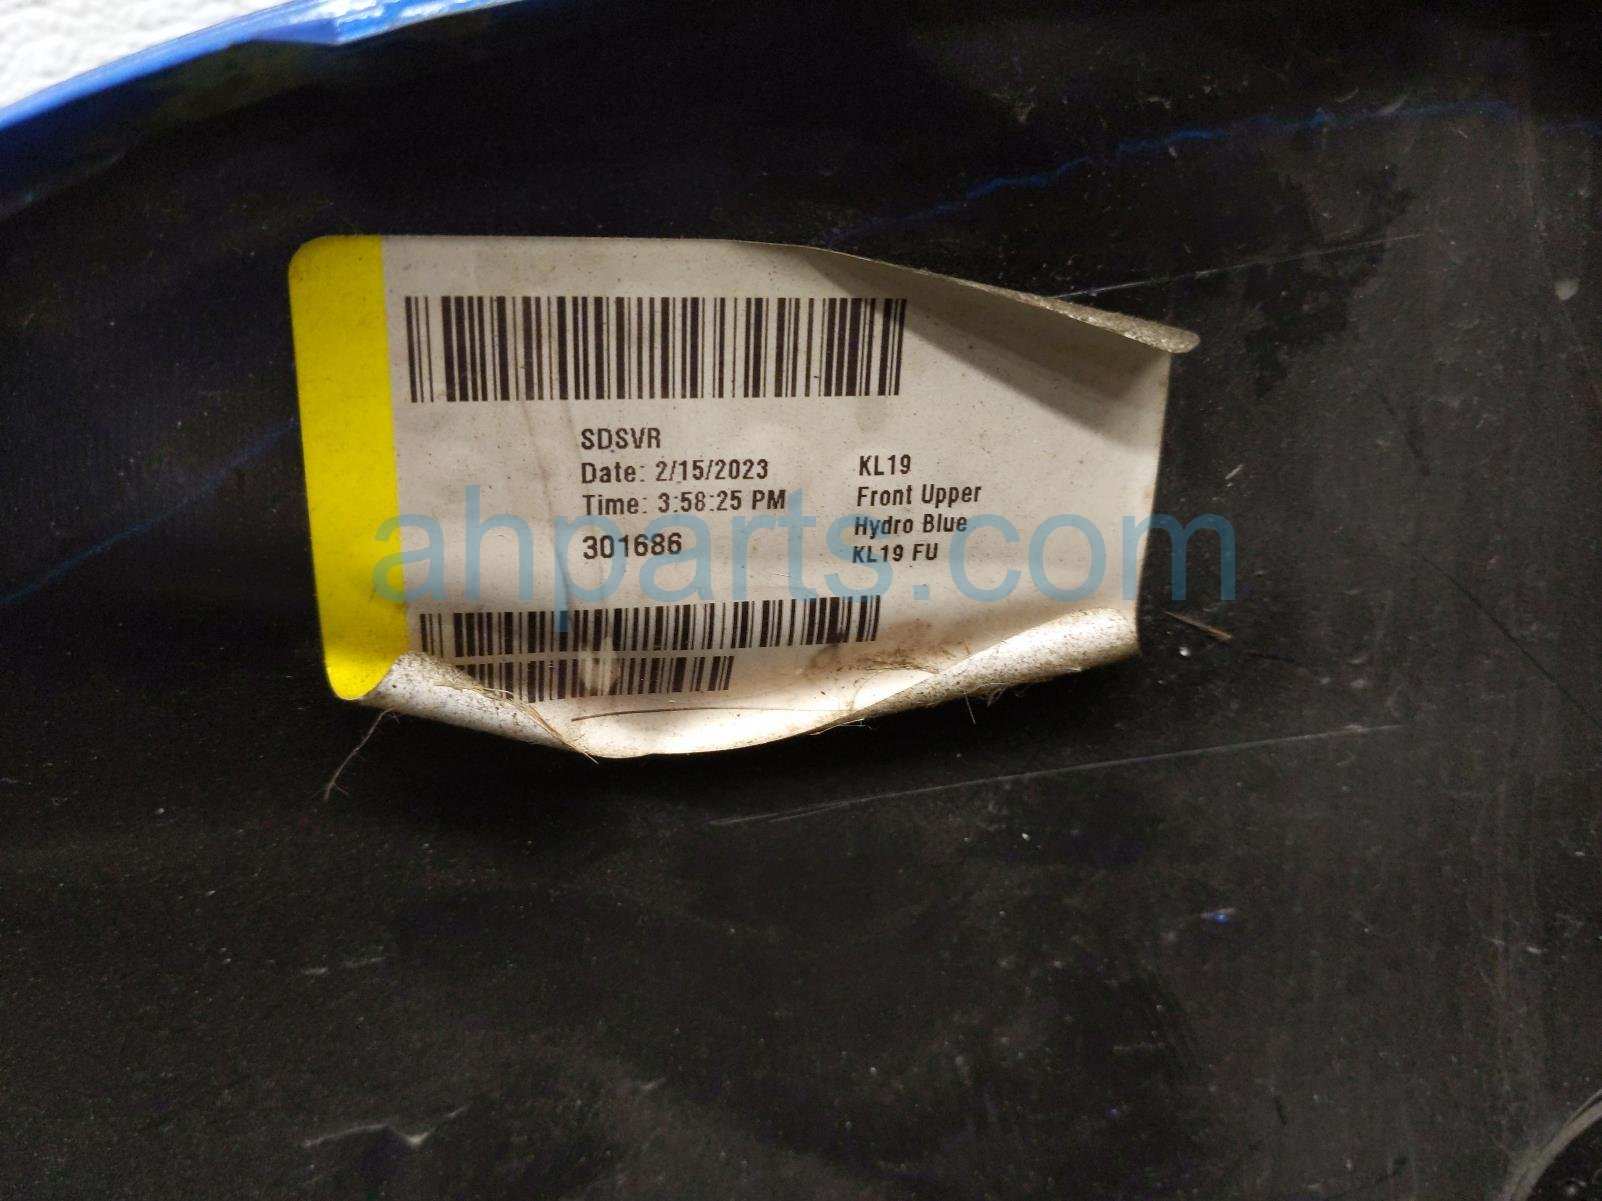 SDSVR
Date: 2/15/2023
Time: 3:58:25 PM
301686
KL19
Front Upper
Hydro Blue
KL19 FU
ahparts.com